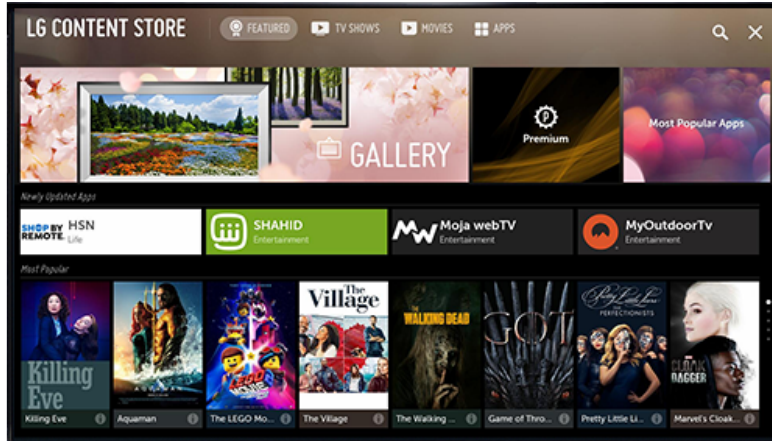 LG CONTENT STORE
FEATURED
TV SHOWS
MOVIES
APPS
GALLERY
Premium
Most Popular Apps
Newly Updated Apps
SHOP BY
REMOTE.
HSN
Life
SHAHID
Entertainment
Moja webTV
Entertainment
MyOutdoorTv
Entertainment
Most Popular
Killing
Eve
AQUAMAN
THE
LEGO
MOVIE
The
Village
THE
WALKING DEAD
GOT
Pretty Little Liars
PERFECTIONISTS
CLOAK
DAGGER
Killing Eve
Aquaman
The LEGO Mo...
The Village
The Walking ...
Game of Thro...
Pretty Little Li...
Marvel's Cloak...